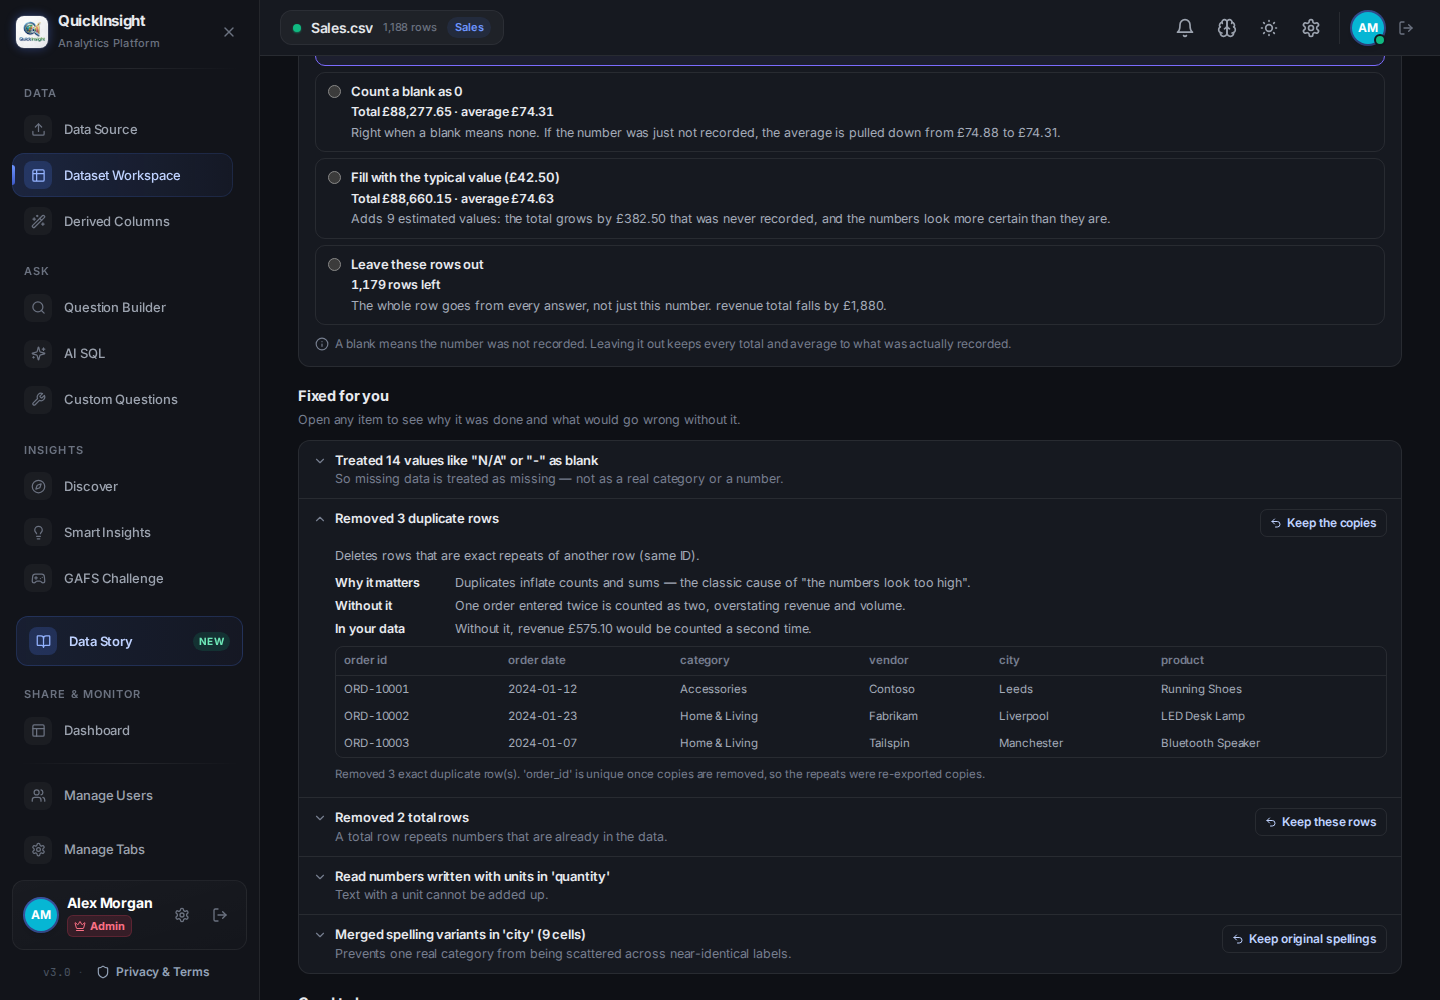 QuickInsight
Analytics Platform
DATA
Data Source
Dataset Workspace
Derived Columns
ASK
Question Builder
AI SQL
Custom Questions
INSIGHTS
Discover
Smart Insights
GAFS Challenge
Data Story NEW
SHARE & MONITOR
Dashboard
Manage Users
Manage Tabs
AM Alex Morgan
Admin
v3.0 · Privacy & Terms
Sales.csv 1,188 rows Sales
AM
Count a blank as 0
Total £88,277.65 · average £74.31
Right when a blank means none. If the number was just not recorded, the average is pulled down from £74.88 to £74.31.
Fill with the typical value (£42.50)
Total £88,660.15 · average £74.63
Adds 9 estimated values: the total grows by £382.50 that was never recorded, and the numbers look more certain than they are.
Leave these rows out
1,179 rows left
The whole row goes from every answer, not just this number. revenue total falls by £1,880.
A blank means the number was not recorded. Leaving it out keeps every total and average to what was actually recorded.
Fixed for you
Open any item to see why it was done and what would go wrong without it.
Treated 14 values like "N/A" or "-" as blank
So missing data is treated as missing — not as a real category or a number.
Removed 3 duplicate rows
Keep the copies
Deletes rows that are exact repeats of another row (same ID).
Why it matters Duplicates inflate counts and sums — the classic cause of "the numbers look too high".
Without it One order entered twice is counted as two, overstating revenue and volume.
In your data Without it, revenue £575.10 would be counted a second time.
order id order date category vendor city product
ORD-10001 2024-01-12 Accessories Contoso Leeds Running Shoes
ORD-10002 2024-01-23 Home & Living Fabrikam Liverpool LED Desk Lamp
ORD-10003 2024-01-07 Home & Living Tailspin Manchester Bluetooth Speaker
Removed 3 exact duplicate row(s). 'order_id' is unique once copies are removed, so the repeats were re-exported copies.
Removed 2 total rows
Keep these rows
A total row repeats numbers that are already in the data.
Read numbers written with units in 'quantity'
Text with a unit cannot be added up.
Merged spelling variants in 'city' (9 cells)
Keep original spellings
Prevents one real category from being scattered across near-identical labels.